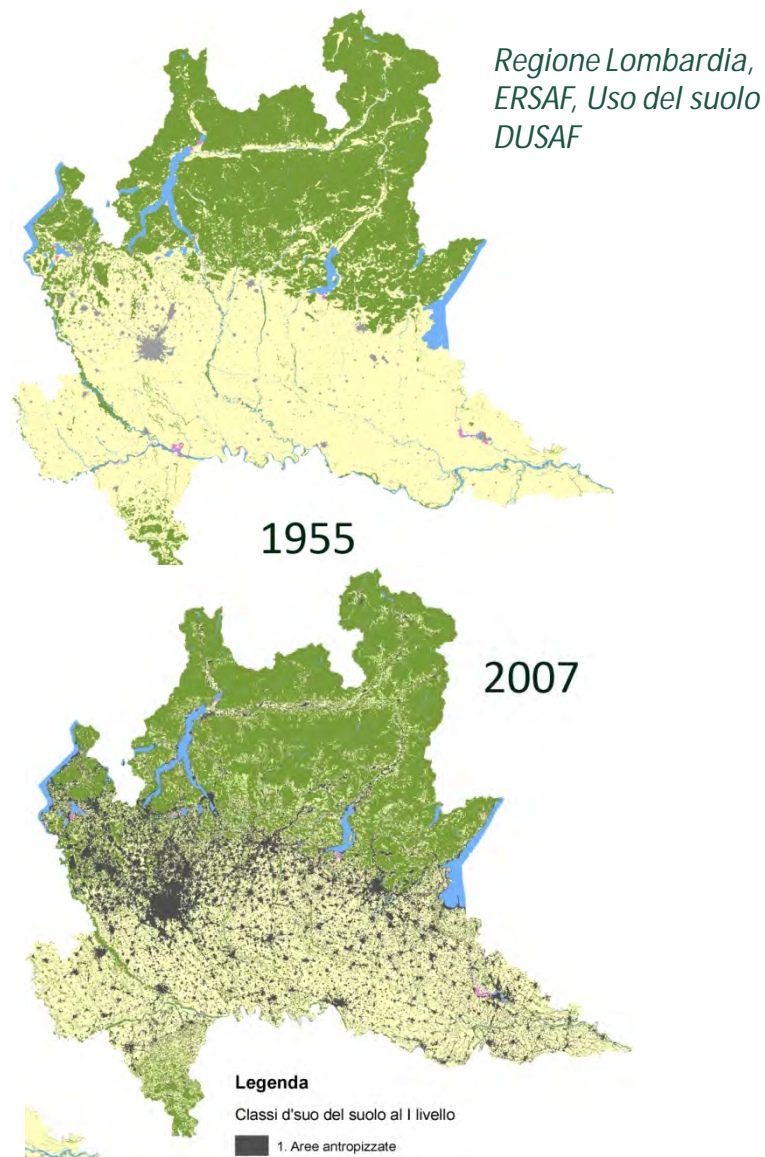 Regione Lombardia,
ERSAF, Uso del suolo
DUSAF
1955
2007
Legenda
Classi d'suo del suolo al I livello
1. Aree antropizzate